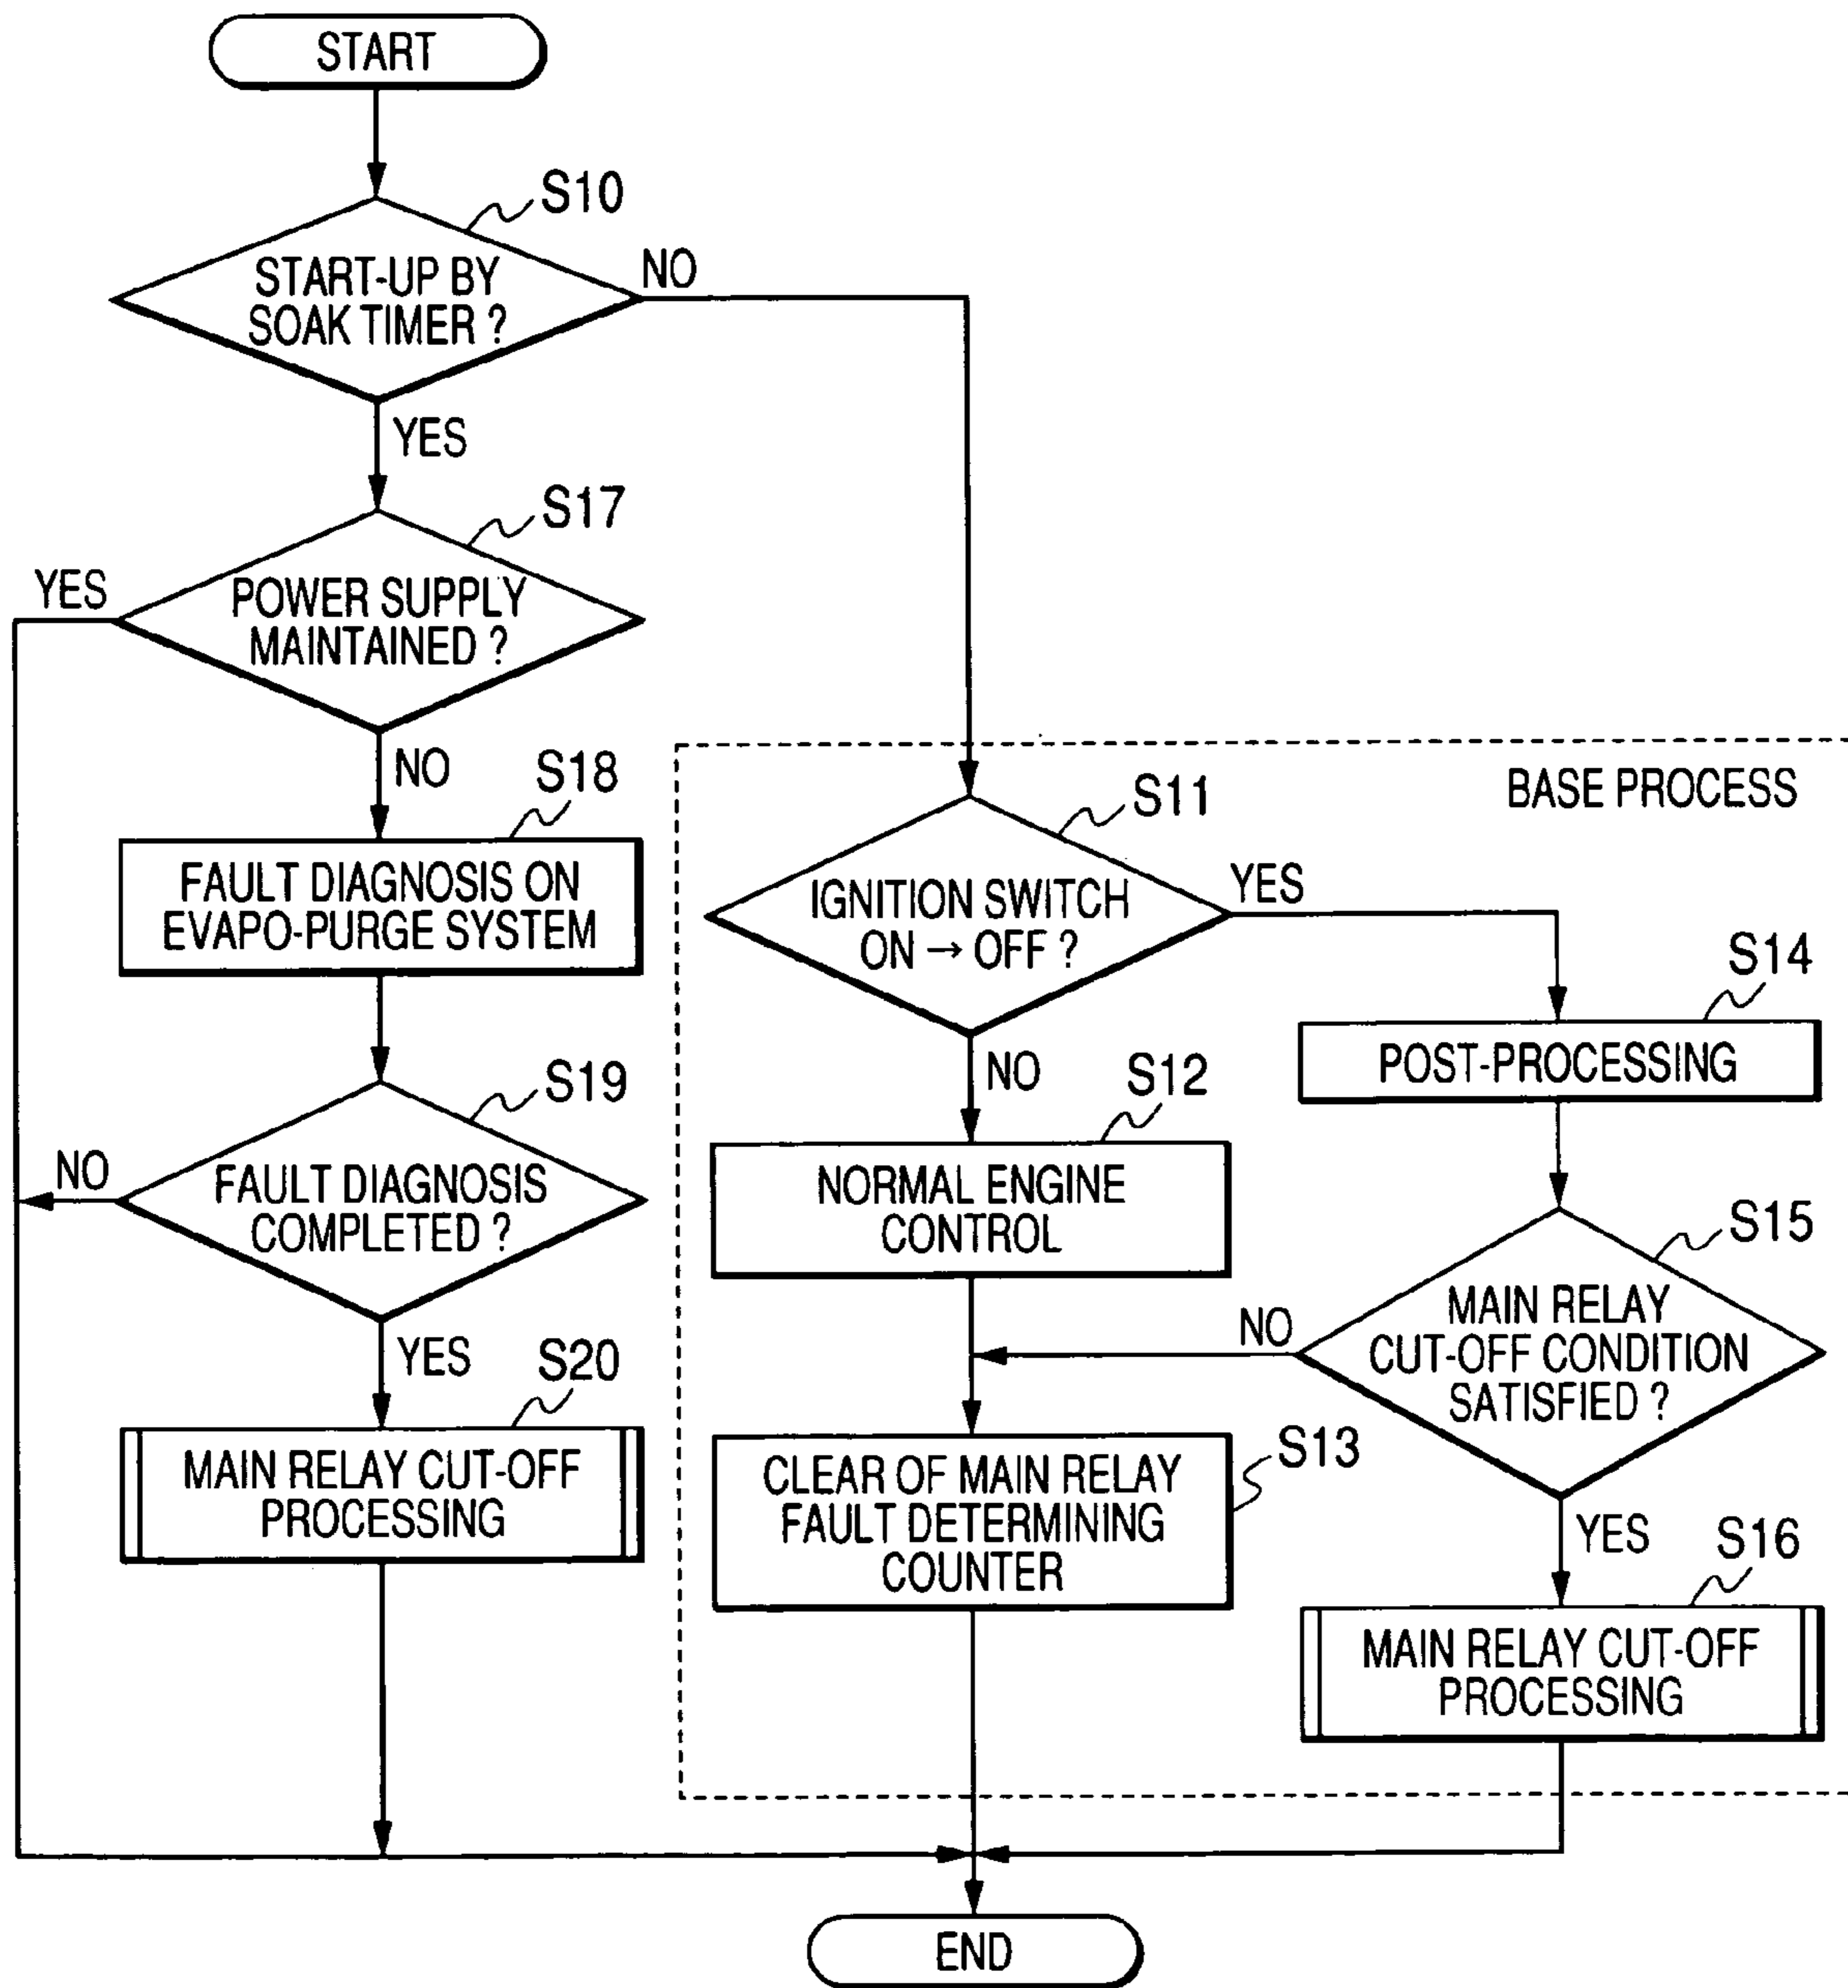 START
S10
START-UP BY
SOAK TIMER ?
NO
YES
S17
YES
POWER SUPPLY
MAINTAINED ?
NO
S18
FAULT DIAGNOSIS ON
EVAPO-PURGE SYSTEM
S19
NO
FAULT DIAGNOSIS
COMPLETED ?
YES
S20
MAIN RELAY CUT-OFF
PROCESSING
BASE PROCESS
S11
IGNITION SWITCH
ON → OFF ?
YES
NO
S12
NORMAL ENGINE
CONTROL
S13
CLEAR OF MAIN RELAY
FAULT DETERMINING
COUNTER
S14
POST-PROCESSING
S15
NO
MAIN RELAY
CUT-OFF CONDITION
SATISFIED ?
YES
S16
MAIN RELAY CUT-OFF
PROCESSING
END